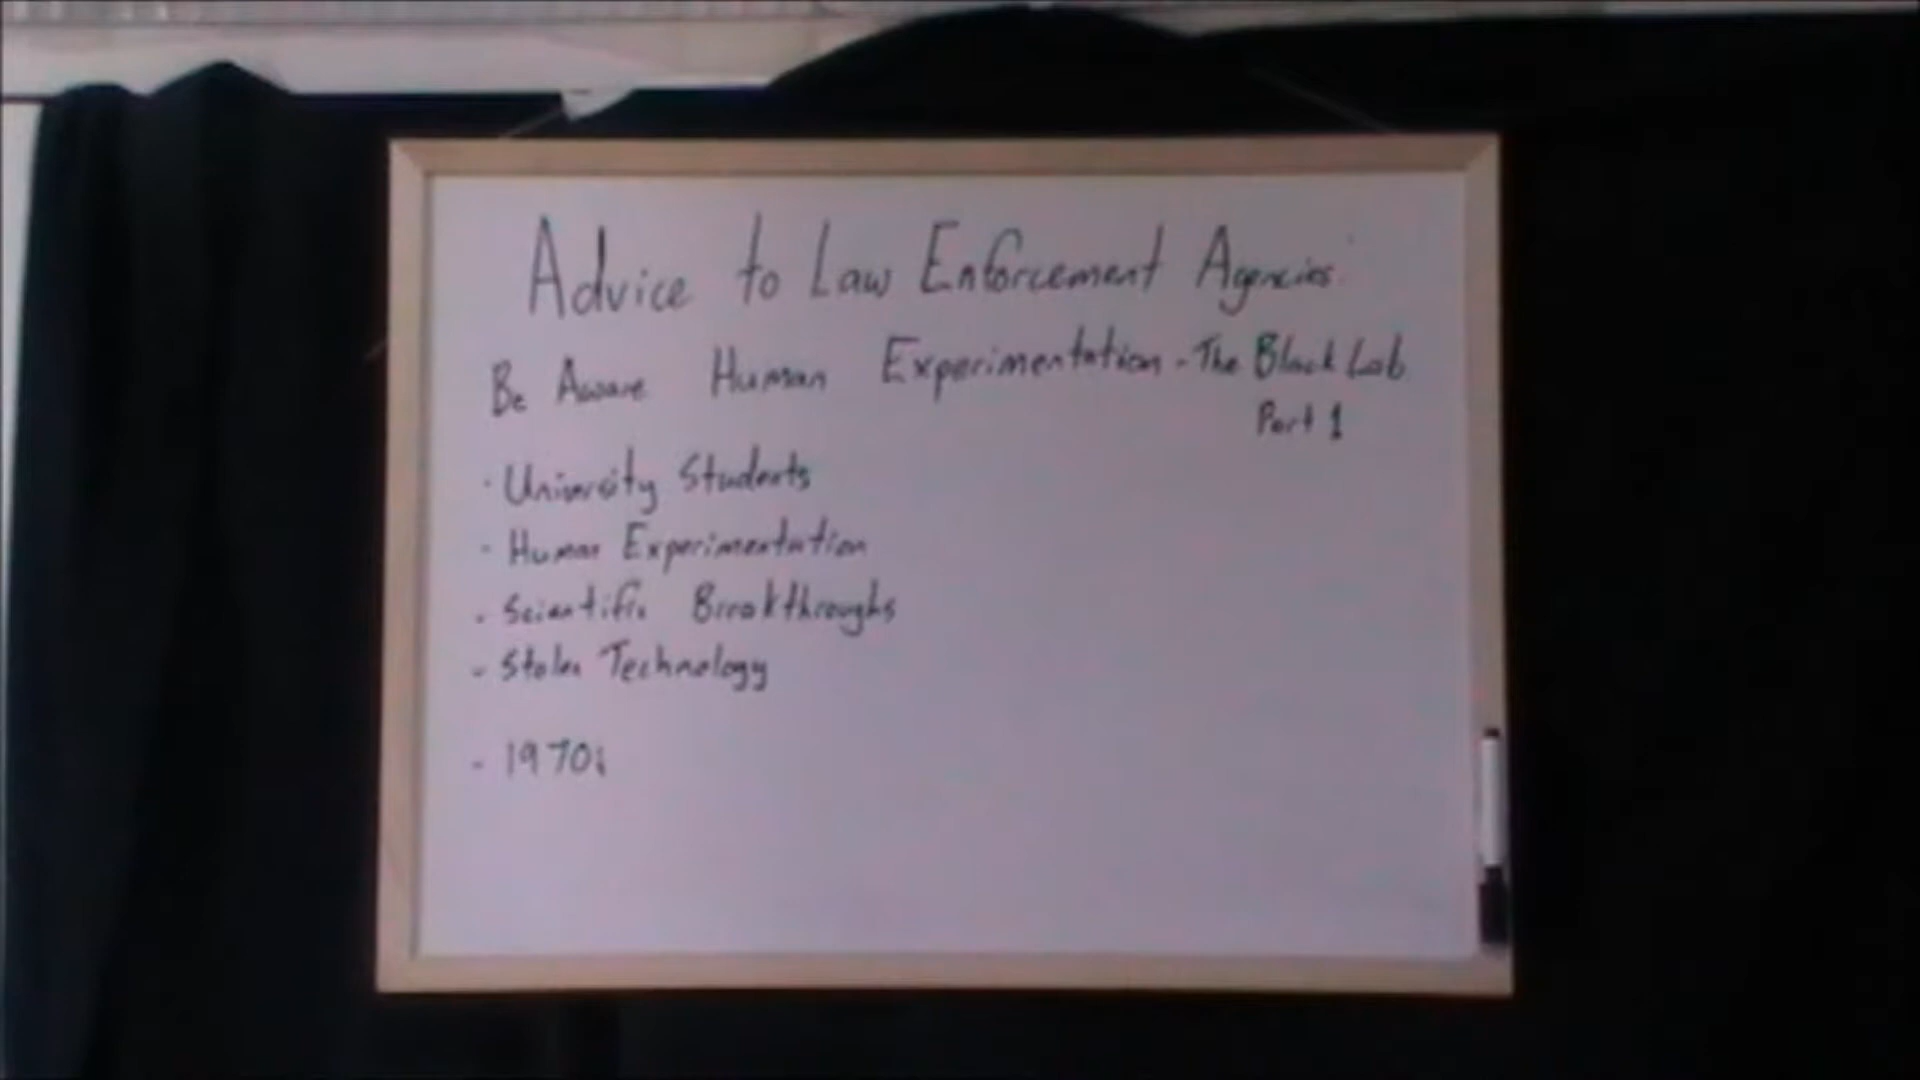 Advice to Law Enforcement Agencies:
Be Aware Human Experimentation - The Black Lab
Part 1
- University Students
- Human Experimentation
- Scientific Breakthroughs
- Stolen Technology
- 1970s